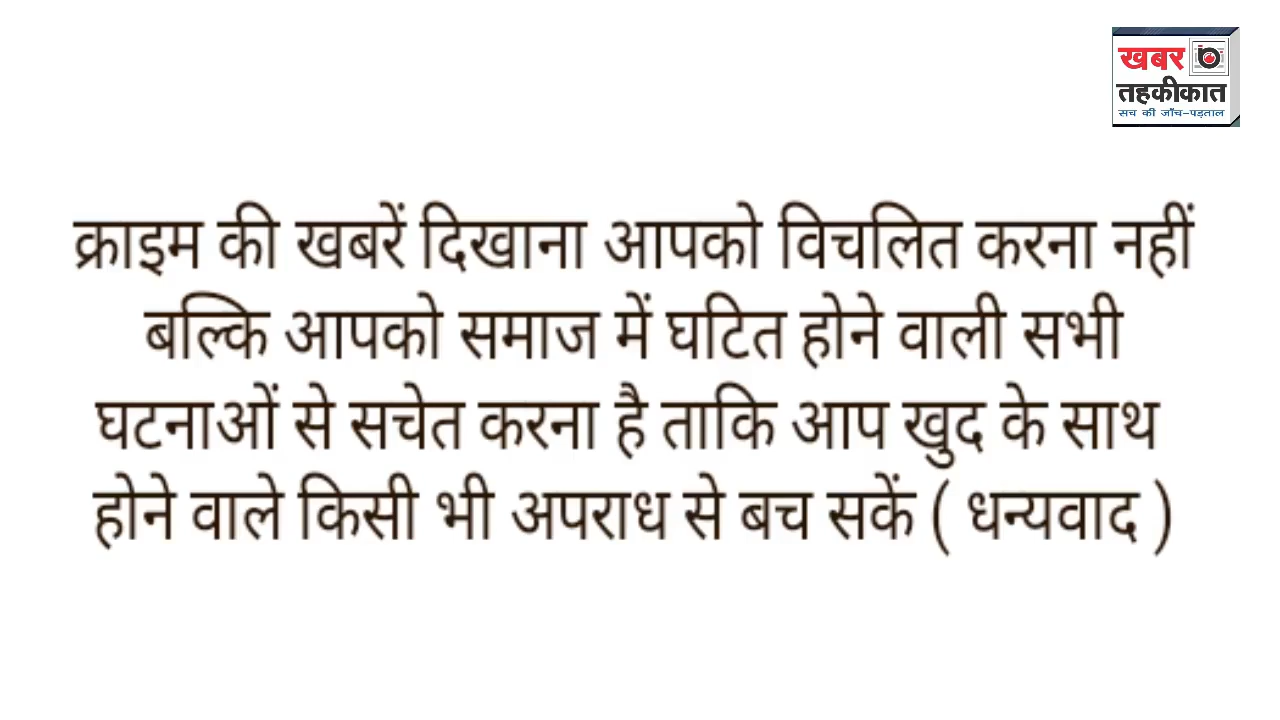 खबर
तहकीकात
सच की जाँच-पड़ताल
क्राइम की खबरें दिखाना आपको विचलित करना नहीं
बल्कि आपको समाज में घटित होने वाली सभी
घटनाओं से सचेत करना है ताकि आप खुद के साथ
होने वाले किसी भी अपराध से बच सकें ( धन्यवाद )